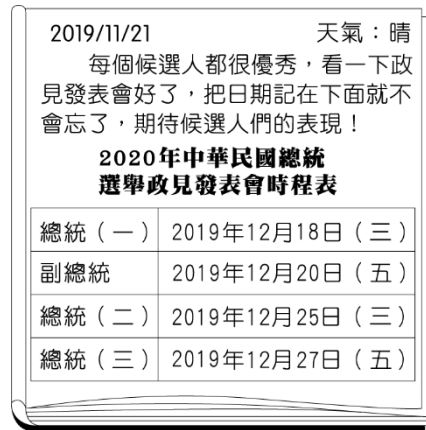 2019/11/21 天氣：晴
每個候選人都很優秀，看一下政
見發表會好了，把日期記在下面就不
會忘了，期待候選人們的表現！
2020年中華民國總統
選舉政見發表會時程表
總統（一） 2019年12月18日（三）
副總統 2019年12月20日（五）
總統（二） 2019年12月25日（三）
總統（三） 2019年12月27日（五）